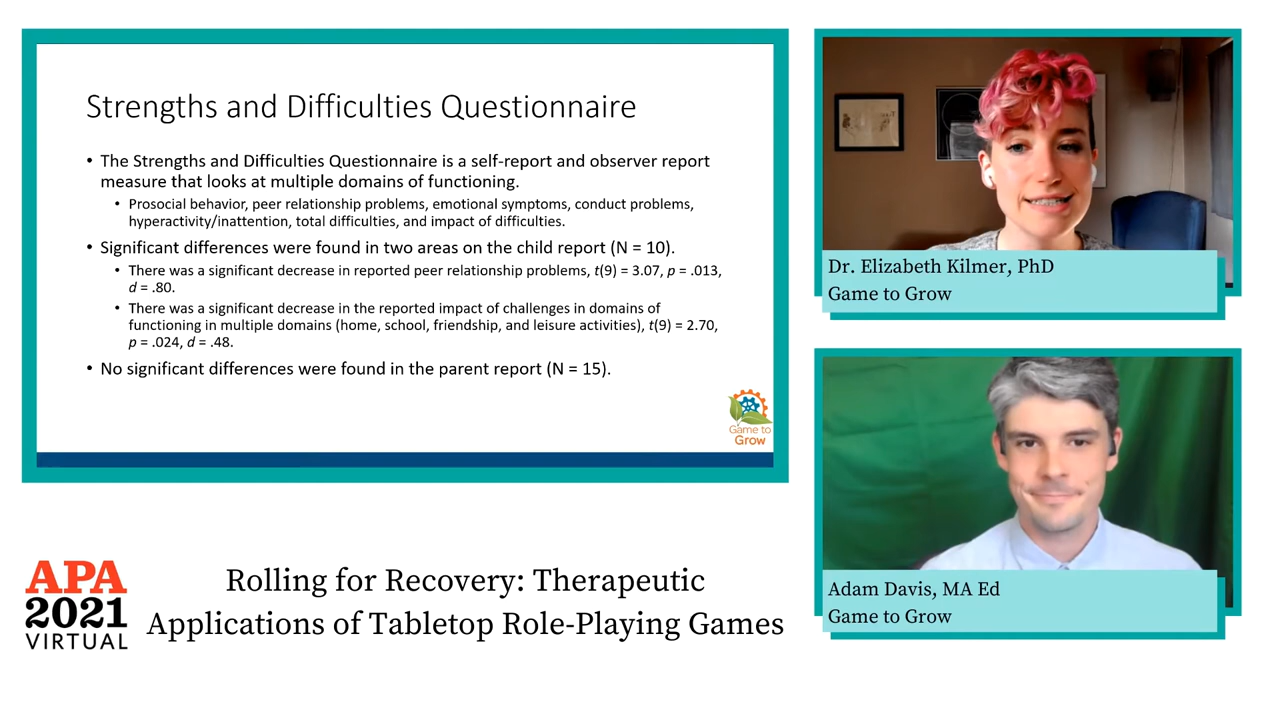 Strengths and Difficulties Questionnaire
• The Strengths and Difficulties Questionnaire is a self-report and observer report
measure that looks at multiple domains of functioning.
• Prosocial behavior, peer relationship problems, emotional symptoms, conduct problems,
hyperactivity/inattention, total difficulties, and impact of difficulties.
• Significant differences were found in two areas on the child report (N = 10).
• There was a significant decrease in reported peer relationship problems, t(9) = 3.07, p = .013,
d = .80.
• There was a significant decrease in the reported impact of challenges in domains of
functioning in multiple domains (home, school, friendship, and leisure activities), t(9) = 2.70,
p = .024, d = .48.
• No significant differences were found in the parent report (N = 15).
Game to
Grow
Dr. Elizabeth Kilmer, PhD
Game to Grow
Adam Davis, MA Ed
Game to Grow
APA
2021
VIRTUAL
Rolling for Recovery: Therapeutic
Applications of Tabletop Role-Playing Games